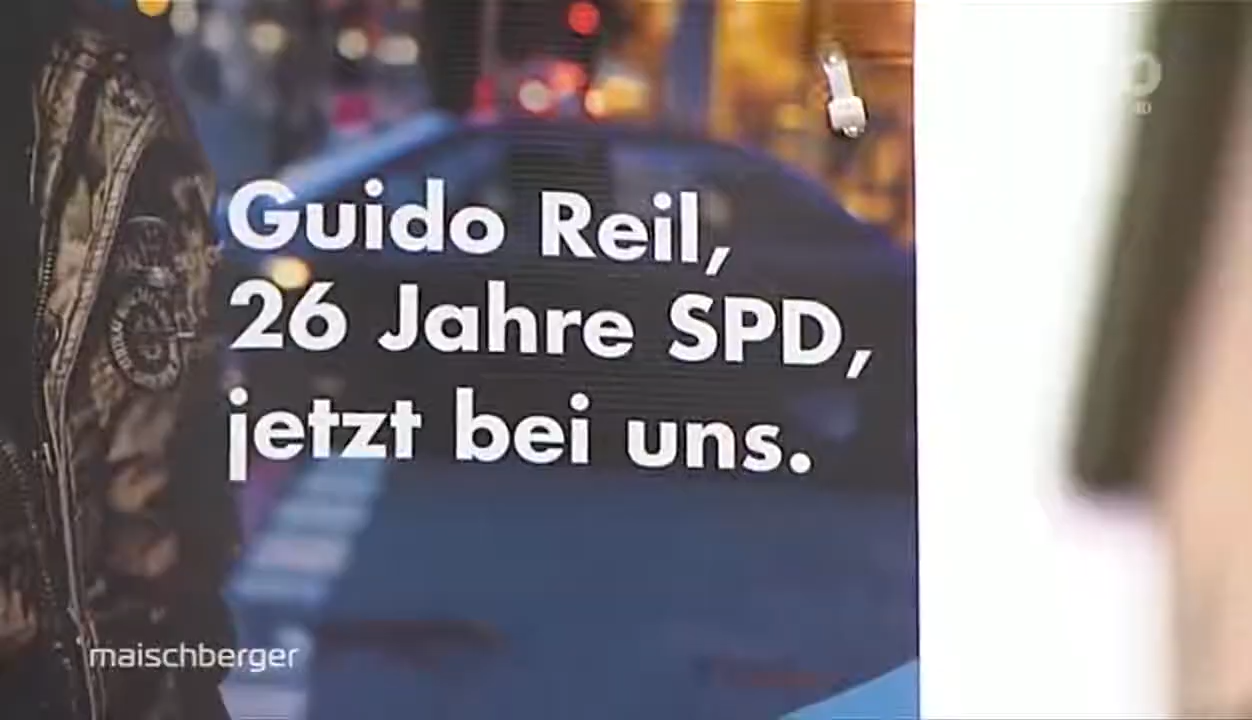 Guido Reil,
26 Jahre SPD,
jetzt bei uns.
maischberger